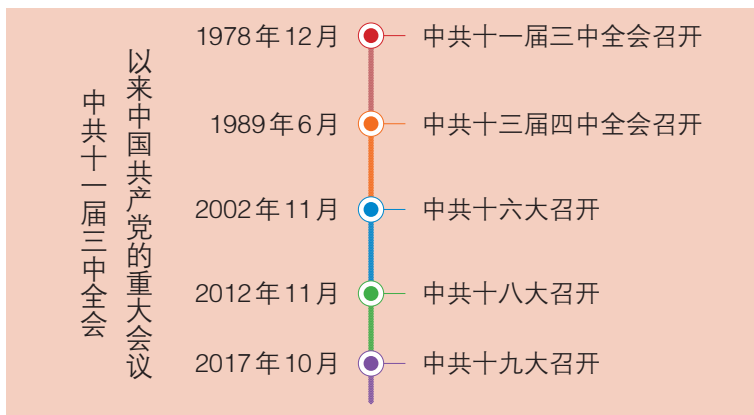 中共十一届三中全会
以来中国共产党的重大会议
1978年12月 中共十一届三中全会召开
1989年6月 中共十三届四中全会召开
2002年11月 中共十六大召开
2012年11月 中共十八大召开
2017年10月 中共十九大召开